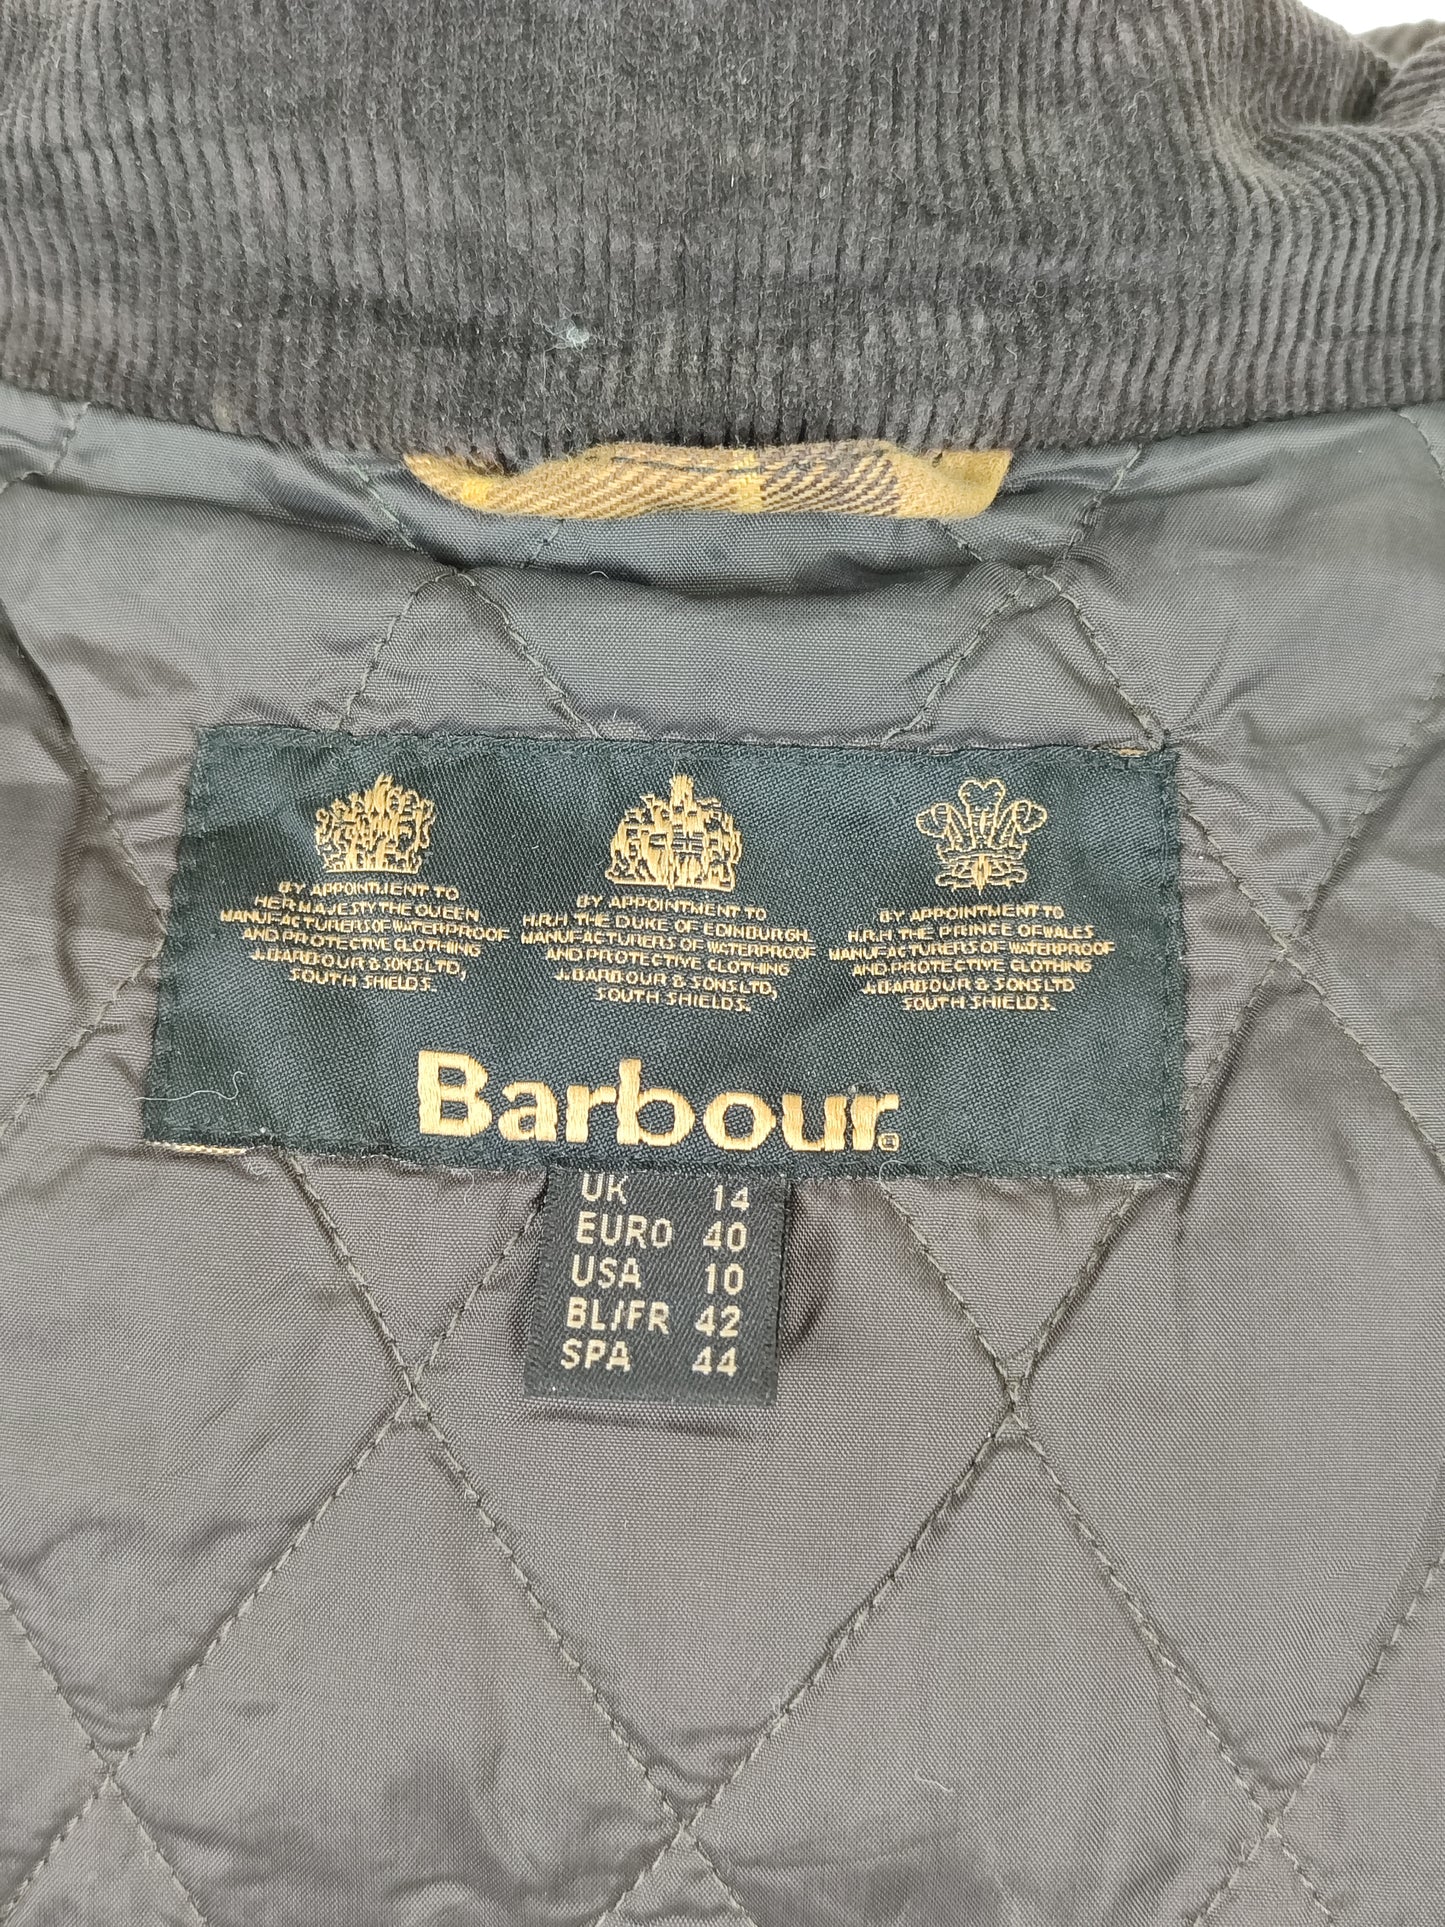 BY APPOINTMENT TO
HER MAJESTY THE QUEEN
MANUFACTURERS OF WATERPROOF
AND PROTECTIVE CLOTHING
J.BARBOUR & SONS LTD,
SOUTH SHIELDS.
BY APPOINTMENT TO
H.R.H THE DUKE OF EDINBURGH.
MANUFACTURERS OF WATERPROOF
AND PROTECTIVE CLOTHING
J.BARBOUR & SONS LTD,
SOUTH SHIELDS.
BY APPOINTMENT TO
H.R.H THE PRINCE OF WALES
MANUFACTURERS OF WATERPROOF
AND PROTECTIVE CLOTHING
J.BARBOUR & SONS LTD
SOUTH SHIELDS.
Barbour®
UK 14
EURO 40
USA 10
BL/FR 42
SPA 44